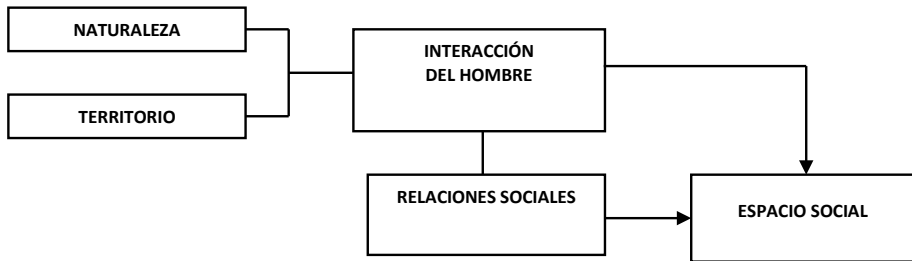 NATURALEZA
TERRITORIO
INTERACCIÓN
DEL HOMBRE
RELACIONES SOCIALES
ESPACIO SOCIAL